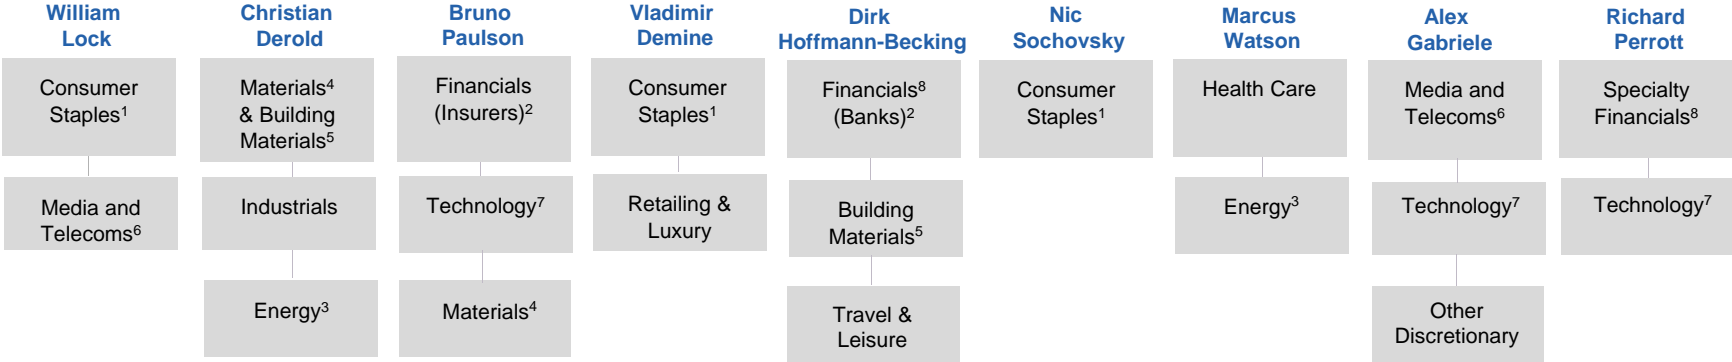 William
Lock
Consumer
Staples¹
Media and
Telecoms⁶
Christian
Derold
Materials⁴
& Building
Materials⁵
Industrials
Energy³
Bruno
Paulson
Financials
(Insurers)²
Technology⁷
Materials⁴
Vladimir
Demine
Consumer
Staples¹
Retailing &
Luxury
Dirk
Hoffmann-Becking
Financials⁸
(Banks)²
Building
Materials⁵
Travel &
Leisure
Nic
Sochovsky
Consumer
Staples¹
Marcus
Watson
Health Care
Energy³
Alex
Gabriele
Media and
Telecoms⁶
Technology⁷
Other
Discretionary
Richard
Perrott
Specialty
Financials⁸
Technology⁷